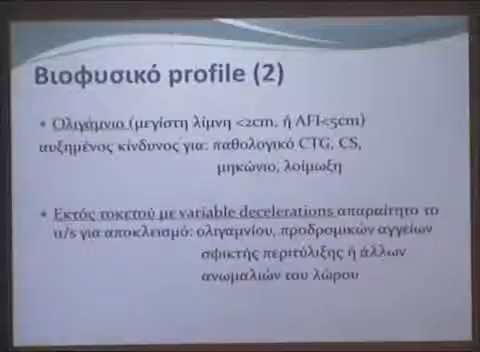 Βιοφυσικό profile (2)
• Ολιγάμνιο (μεγίστη λίμνη <2cm, ή AFI<5cm)
αυξημένος κίνδυνος για: παθολογικό CTG, CS,
μηκώνιο, λοίμωξη
• Εκτός τοκετού με variable decelerations απαραίτητο το
u/s για αποκλεισμό: ολιγαμνίου, προδρομικών αγγείων
σφικτής περιτύλιξης ή άλλων
ανωμαλιών του λώρου